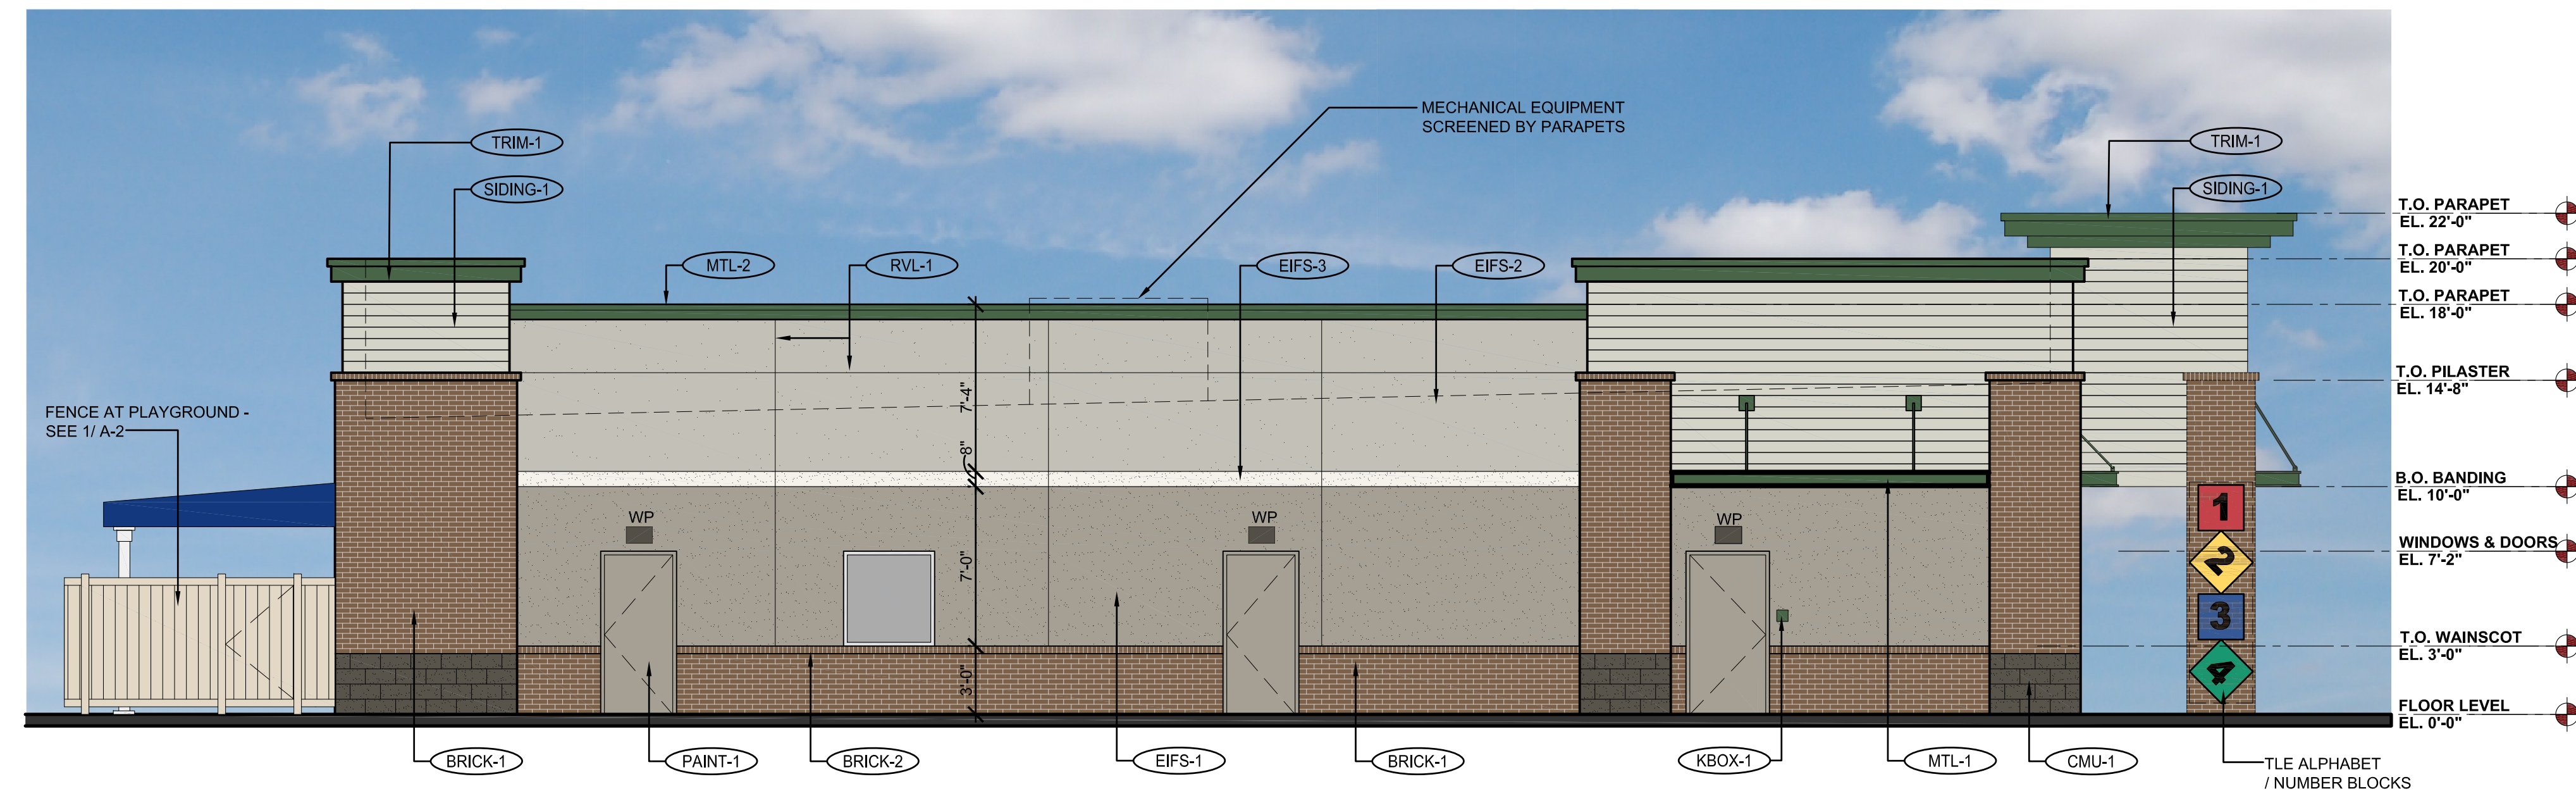 MECHANICAL EQUIPMENT
SCREENED BY PARAPETS
TRIM-1
TRIM-1
SIDING-1
SIDING-1
T.O. PARAPET
EL. 22'-0"
MTL-2
RVL-1
EIFS-3
EIFS-2
T.O. PARAPET
EL. 20'-0"
T.O. PARAPET
EL. 18'-0"
T.O. PILASTER
EL. 14'-8"
7'-4"
FENCE AT PLAYGROUND -
SEE 1/ A-2
8"
B.O. BANDING
EL. 10'-0"
WP
WP
WP
1
2
3
4
7'-0"
WINDOWS & DOORS
EL. 7'-2"
T.O. WAINSCOT
EL. 3'-0"
3'-0"
FLOOR LEVEL
EL. 0'-0"
BRICK-1
PAINT-1
BRICK-2
EIFS-1
BRICK-1
KBOX-1
MTL-1
CMU-1
TLE ALPHABET
/ NUMBER BLOCKS